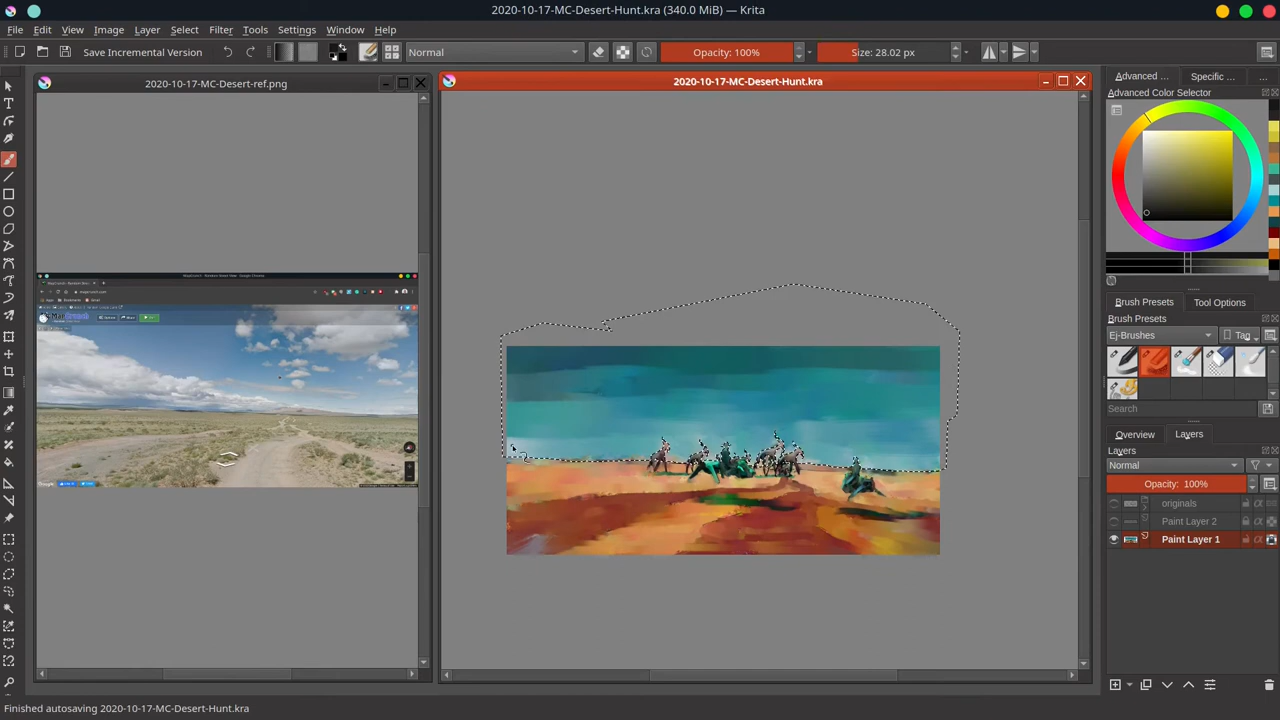 2020-10-17-MC-Desert-Hunt.kra (340.0 MiB) - Krita
File Edit View Image Layer Select Filter Tools Settings Window Help
Save Incremental Version Normal Opacity: 100% Size: 28.02 px
2020-10-17-MC-Desert-ref.png
2020-10-17-MC-Desert-Hunt.kra
Advanced ... Specific ... ...
Advanced Color Selector
Brush Presets Tool Options
Brush Presets
Ej-Brushes Tag
Search
Overview Layers
Layers
Normal
Opacity: 100%
originals
Paint Layer 2
Paint Layer 1
Finished autosaving 2020-10-17-MC-Desert-Hunt.kra